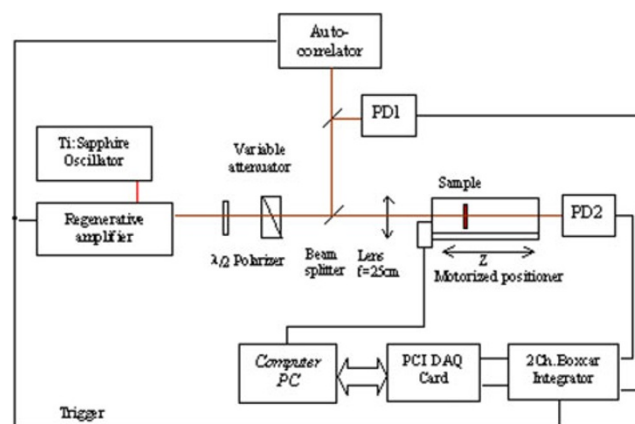 Auto-
correlator
PD1
Ti:Sapphire
Oscillator
Variable
attenuator
Sample
Regenerative
amplifier
PD2
λ/2 Polarizer
Beam
splitter
Lens
f=25cm
Z
Motorized positioner
Computer
PC
PCI DAQ
Card
2Ch.Boxcar
Integrator
Trigger